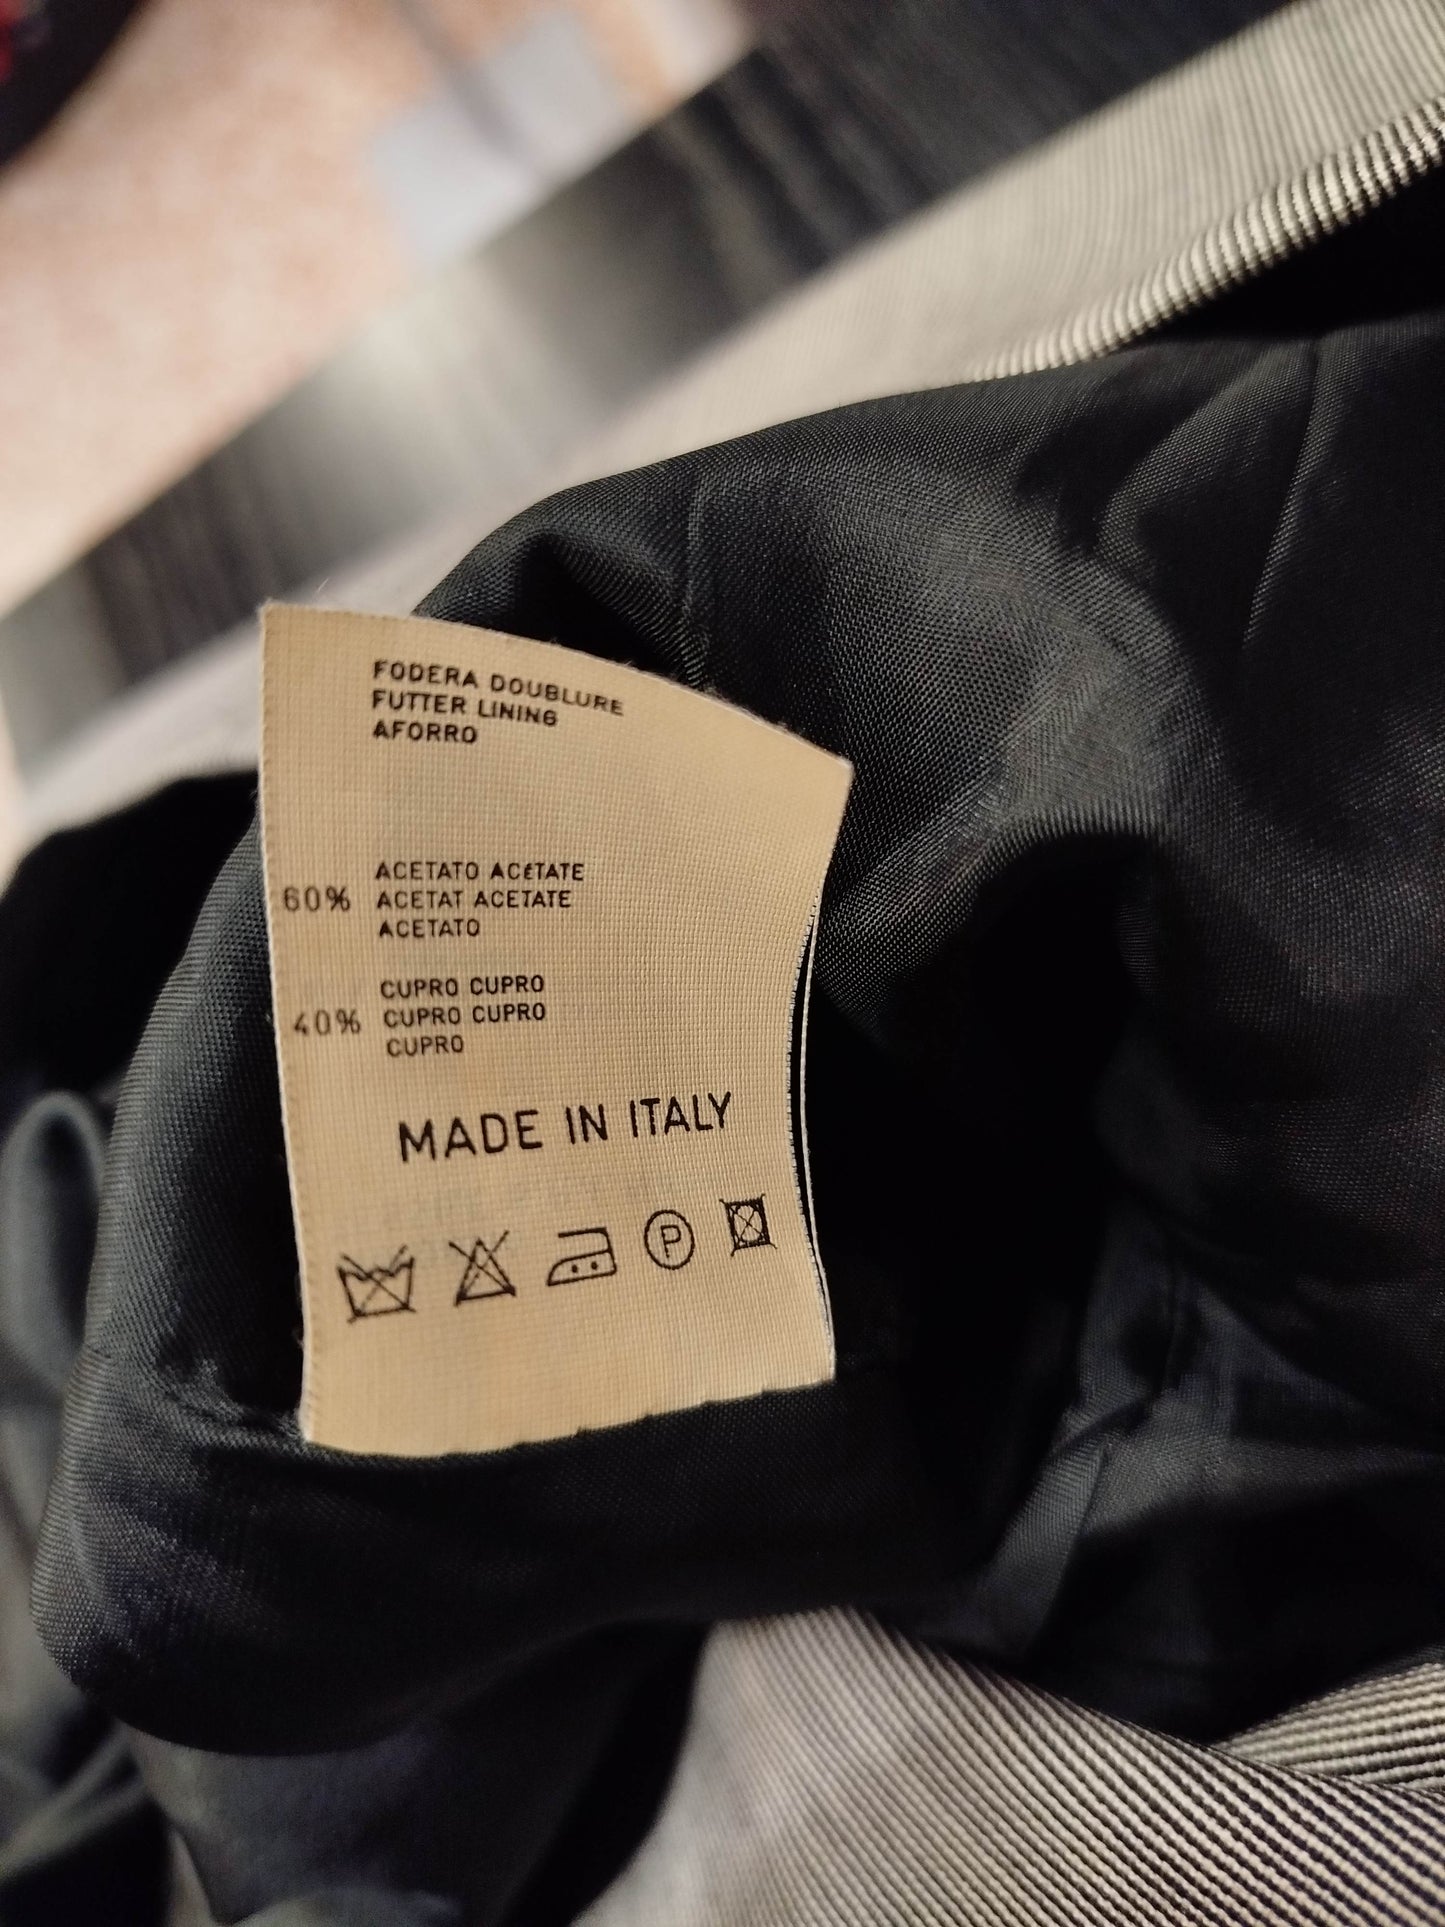 FODERA DOUBLURE
FUTTER LINING
AFORRO
ACETATO ACéTATE
60% ACETAT ACETATE
ACETATO
CUPRO CUPRO
40% CUPRO CUPRO
CUPRO
MADE IN ITALY
P